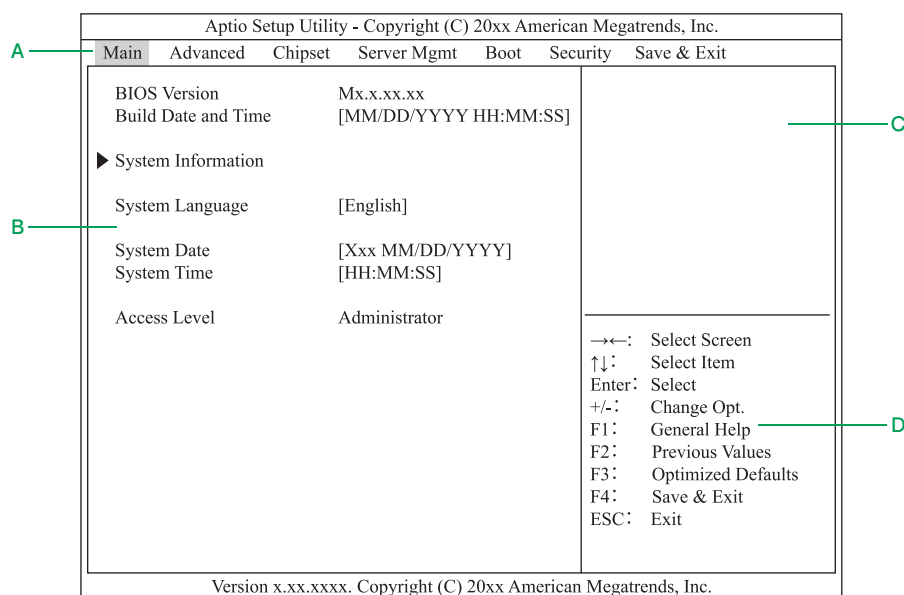 Aptio Setup Utility - Copyright (C) 20xx American Megatrends, Inc.
A
Main Advanced Chipset Server Mgmt Boot Security Save & Exit
BIOS Version Mx.x.xx.xx
Build Date and Time [MM/DD/YYYY HH:MM:SS]
C
▶ System Information
System Language [English]
B
System Date [Xxx MM/DD/YYYY]
System Time [HH:MM:SS]
Access Level Administrator
→←: Select Screen
↑↓: Select Item
Enter: Select
+/-: Change Opt.
F1: General Help
D
F2: Previous Values
F3: Optimized Defaults
F4: Save & Exit
ESC: Exit
Version x.xx.xxxx. Copyright (C) 20xx American Megatrends, Inc.